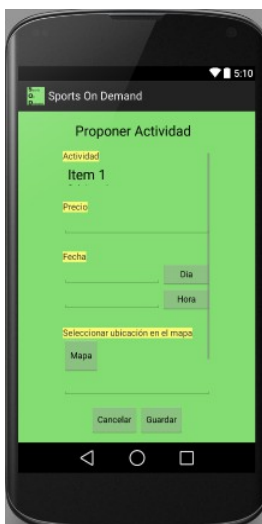 5:10
Sports On Demand
Proponer Actividad
Actividad
Item 1
Precio
Fecha
Dia
Hora
Seleccionar ubicación en el mapa
Mapa
Cancelar Guardar